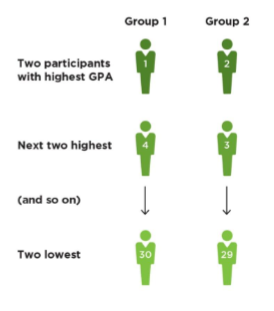 Group 1 Group 2
Two participants
with highest GPA
1 2
Next two highest
4 3
(and so on)
Two lowest
30 29